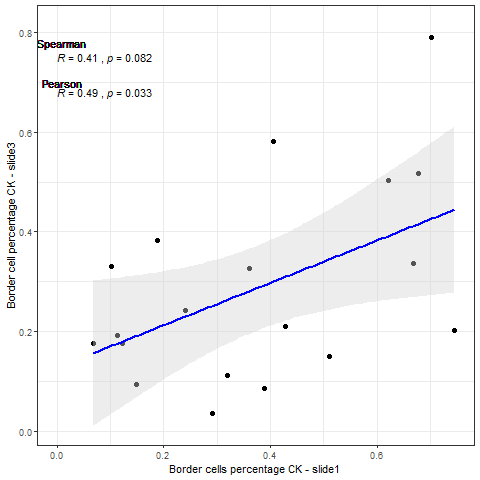 Spearman
R = 0.41 , p = 0.082
Pearson
R = 0.49 , p = 0.033
0.8
0.6
0.4
0.2
0.0
Border cell percentage CK - slide3
0.0 0.2 0.4 0.6
Border cells percentage CK - slide1